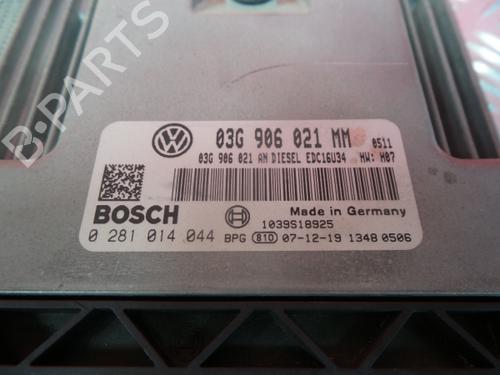 B-PARTS
03G 906 021 MM 0511
03G 906 021 AN DIESEL EDC16U34 HW: H07
BOSCH
Made in Germany
1039S18925
0 281 014 044 BPG 810 07-12-19 1348 0506